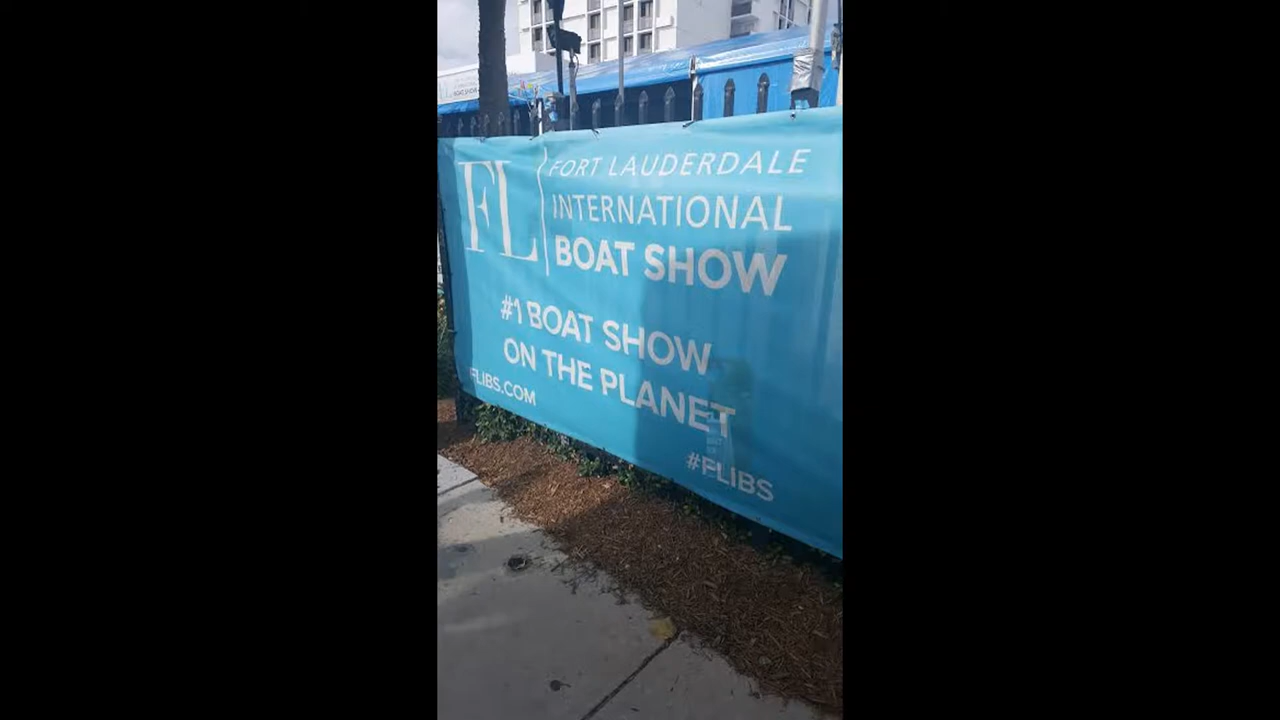 FL
FORT LAUDERDALE
INTERNATIONAL
BOAT SHOW
#1 BOAT SHOW
ON THE PLANET
FLIBS.COM
#FLIBS